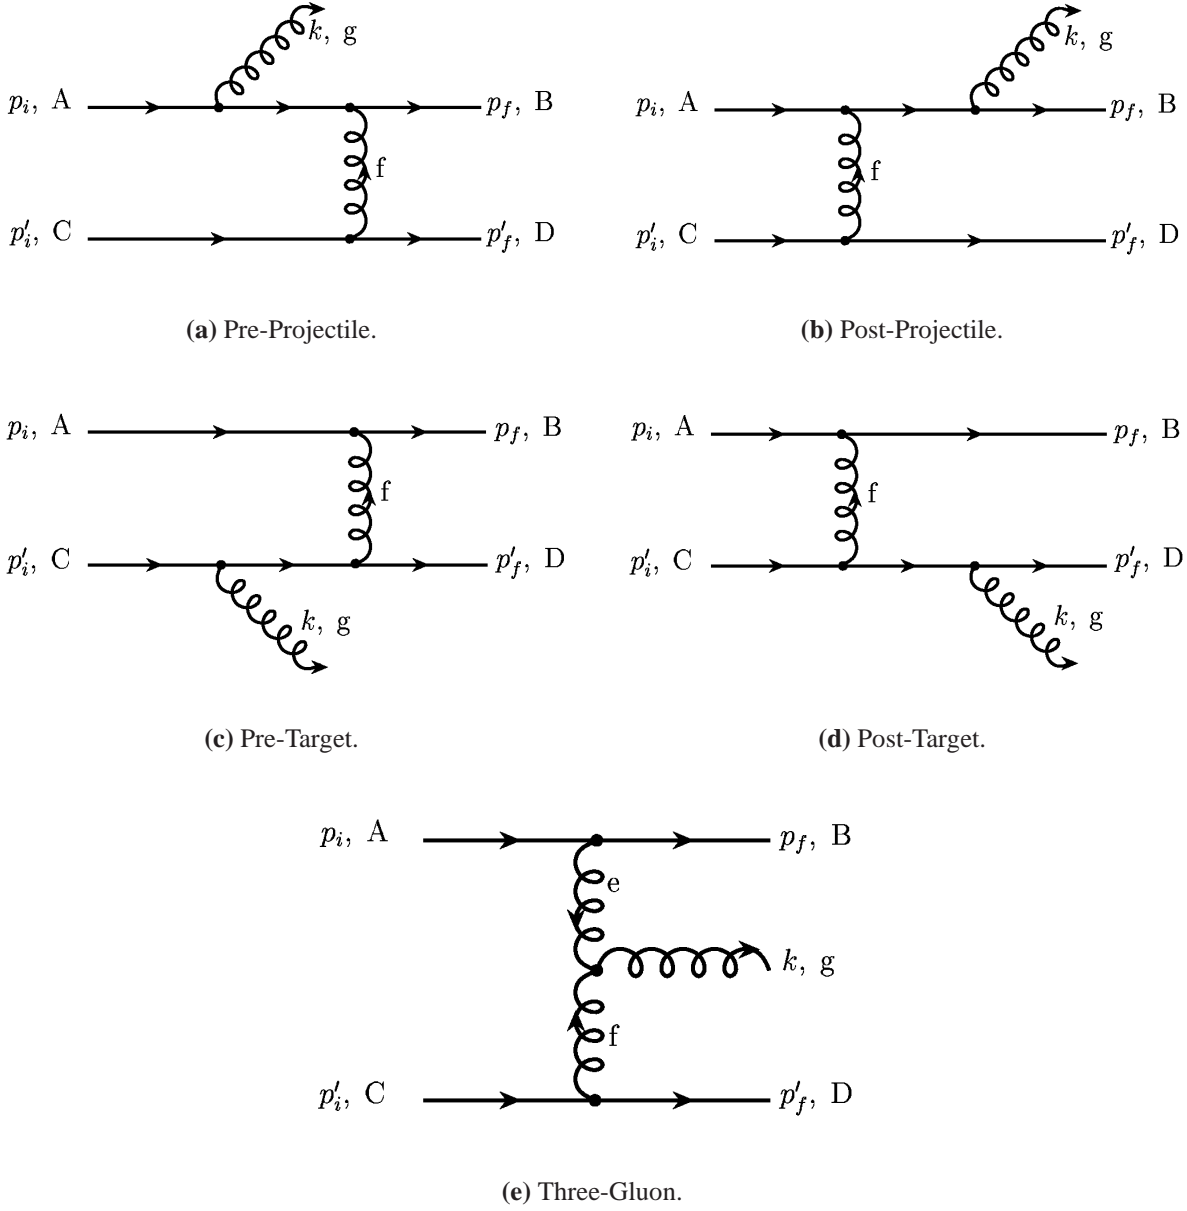 k, g
k, g
p_i, A
p_f, B
p_i, A
p_f, B
f
f
p'_i, C
p'_f, D
p'_i, C
p'_f, D
(a) Pre-Projectile.
(b) Post-Projectile.
p_i, A
p_f, B
p_i, A
p_f, B
f
f
p'_i, C
p'_f, D
p'_i, C
p'_f, D
k, g
k, g
(c) Pre-Target.
(d) Post-Target.
p_i, A
p_f, B
e
k, g
f
p'_i, C
p'_f, D
(e) Three-Gluon.